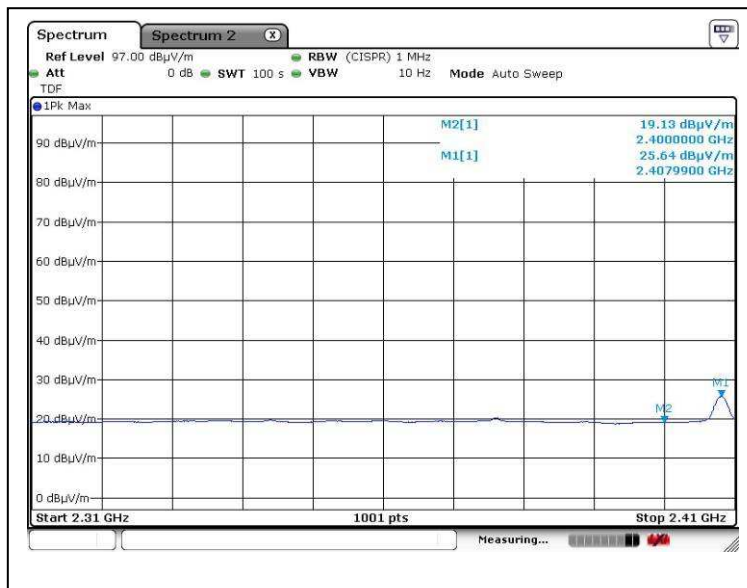 Spectrum Spectrum 2 X
Ref Level 97.00 dBµV/m RBW (CISPR) 1 MHz
Att 0 dB SWT 100 s VBW 10 Hz Mode Auto Sweep
TDF
1Pk Max
M2[1] 19.13 dBµV/m
2.4000000 GHz
M1[1] 25.64 dBµV/m
2.4079900 GHz
90 dBµV/m
80 dBµV/m
70 dBµV/m
60 dBµV/m
50 dBµV/m
40 dBµV/m
30 dBµV/m
M1
M2
20 dBµV/m
10 dBµV/m
0 dBµV/m
Start 2.31 GHz 1001 pts Stop 2.41 GHz
Measuring...